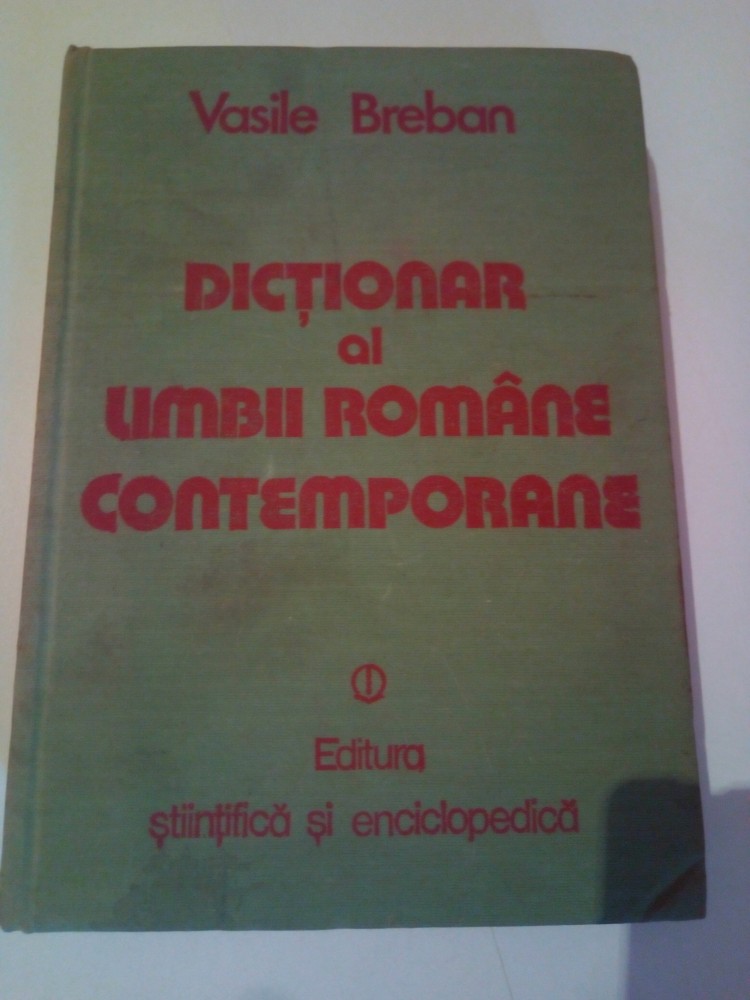 Vasile Breban
DICȚIONAR
al
LIMBII ROMÂNE
CONTEMPORANE
Editura
științifică și enciclopedică